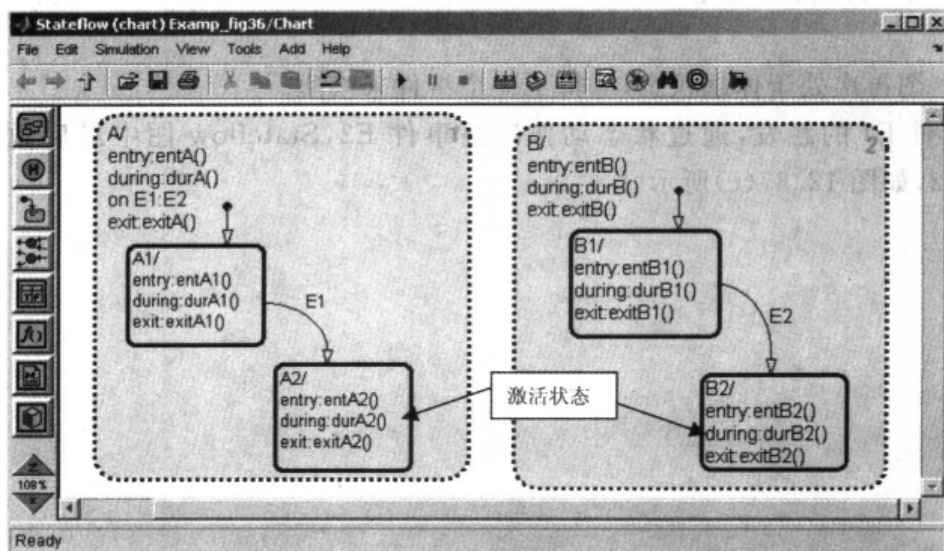 Stateflow (chart) Examp_fig36/Chart
File Edit Simulation View Tools Add Help
A/
entry:entA()
during:durA()
on E1:E2
exit:exitA()
A1/
entry:entA1()
during:durA1()
exit:exitA1()
E1
A2/
entry:entA2()
during:durA2()
exit:exitA2()
激活状态
B/
2
entry:entB()
during:durB()
exit:exitB()
B1/
entry:entB1()
during:durB1()
exit:exitB1()
E2
B2/
entry:entB2()
during:durB2()
exit:exitB2()
108%
Ready